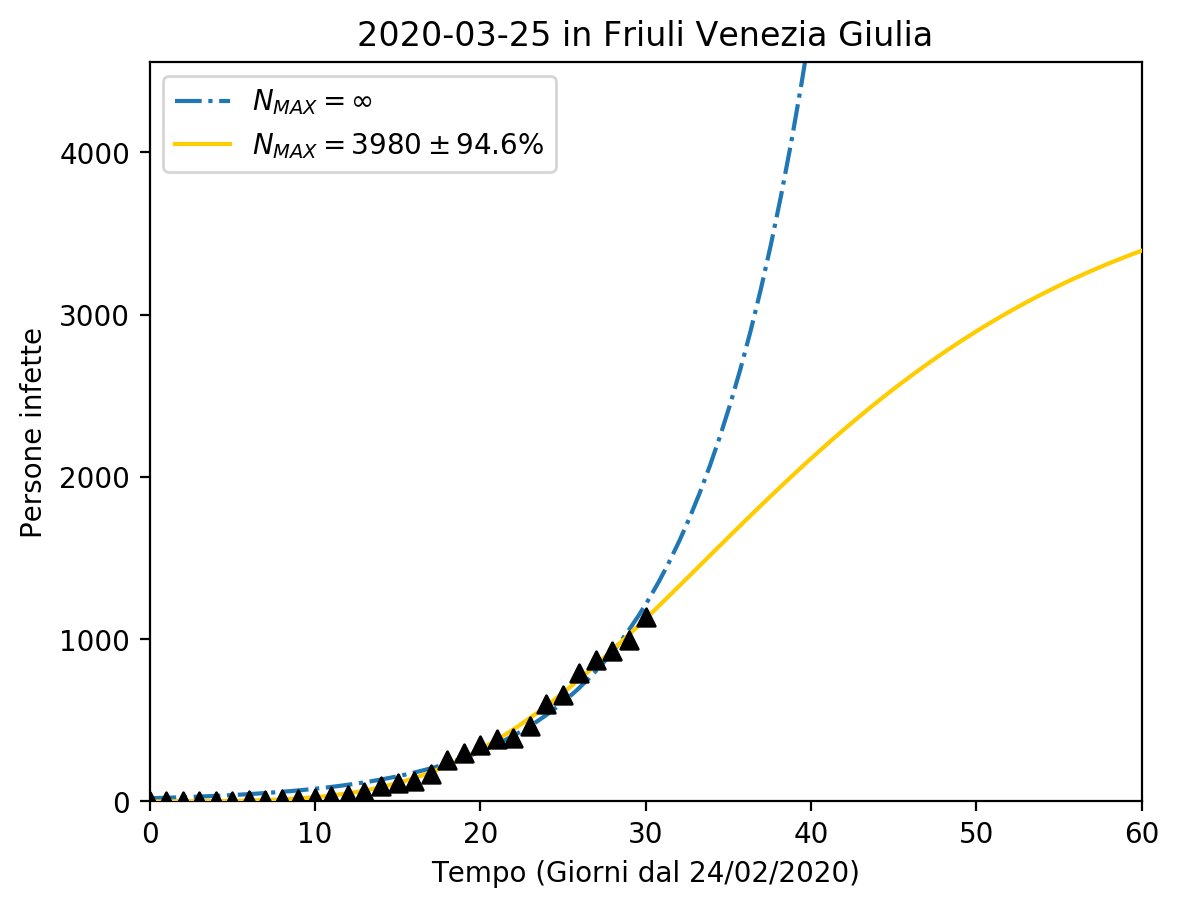 2020-03-25 in Friuli Venezia Giulia
N_MAX = ∞
N_MAX = 3980 ± 94.6%
4000
3000
2000
1000
0
Persone infette
0 10 20 30 40 50 60
Tempo (Giorni dal 24/02/2020)